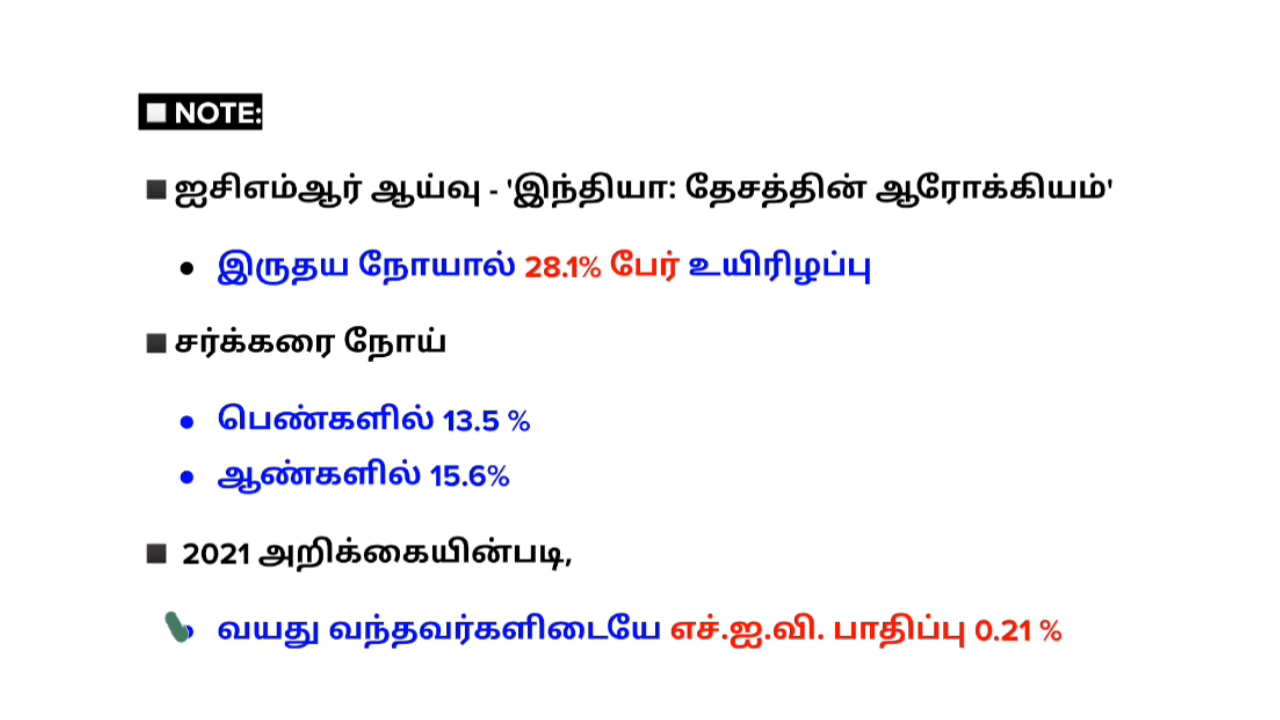 NOTE:
ஐசிஎம்ஆர் ஆய்வு - 'இந்தியா: தேசத்தின் ஆரோக்கியம்'
இருதய நோயால் 28.1% பேர் உயிரிழப்பு
சர்க்கரை நோய்
பெண்களில் 13.5 %
ஆண்களில் 15.6%
2021 அறிக்கையின்படி,
வயது வந்தவர்களிடையே எச்.ஐ.வி. பாதிப்பு 0.21 %